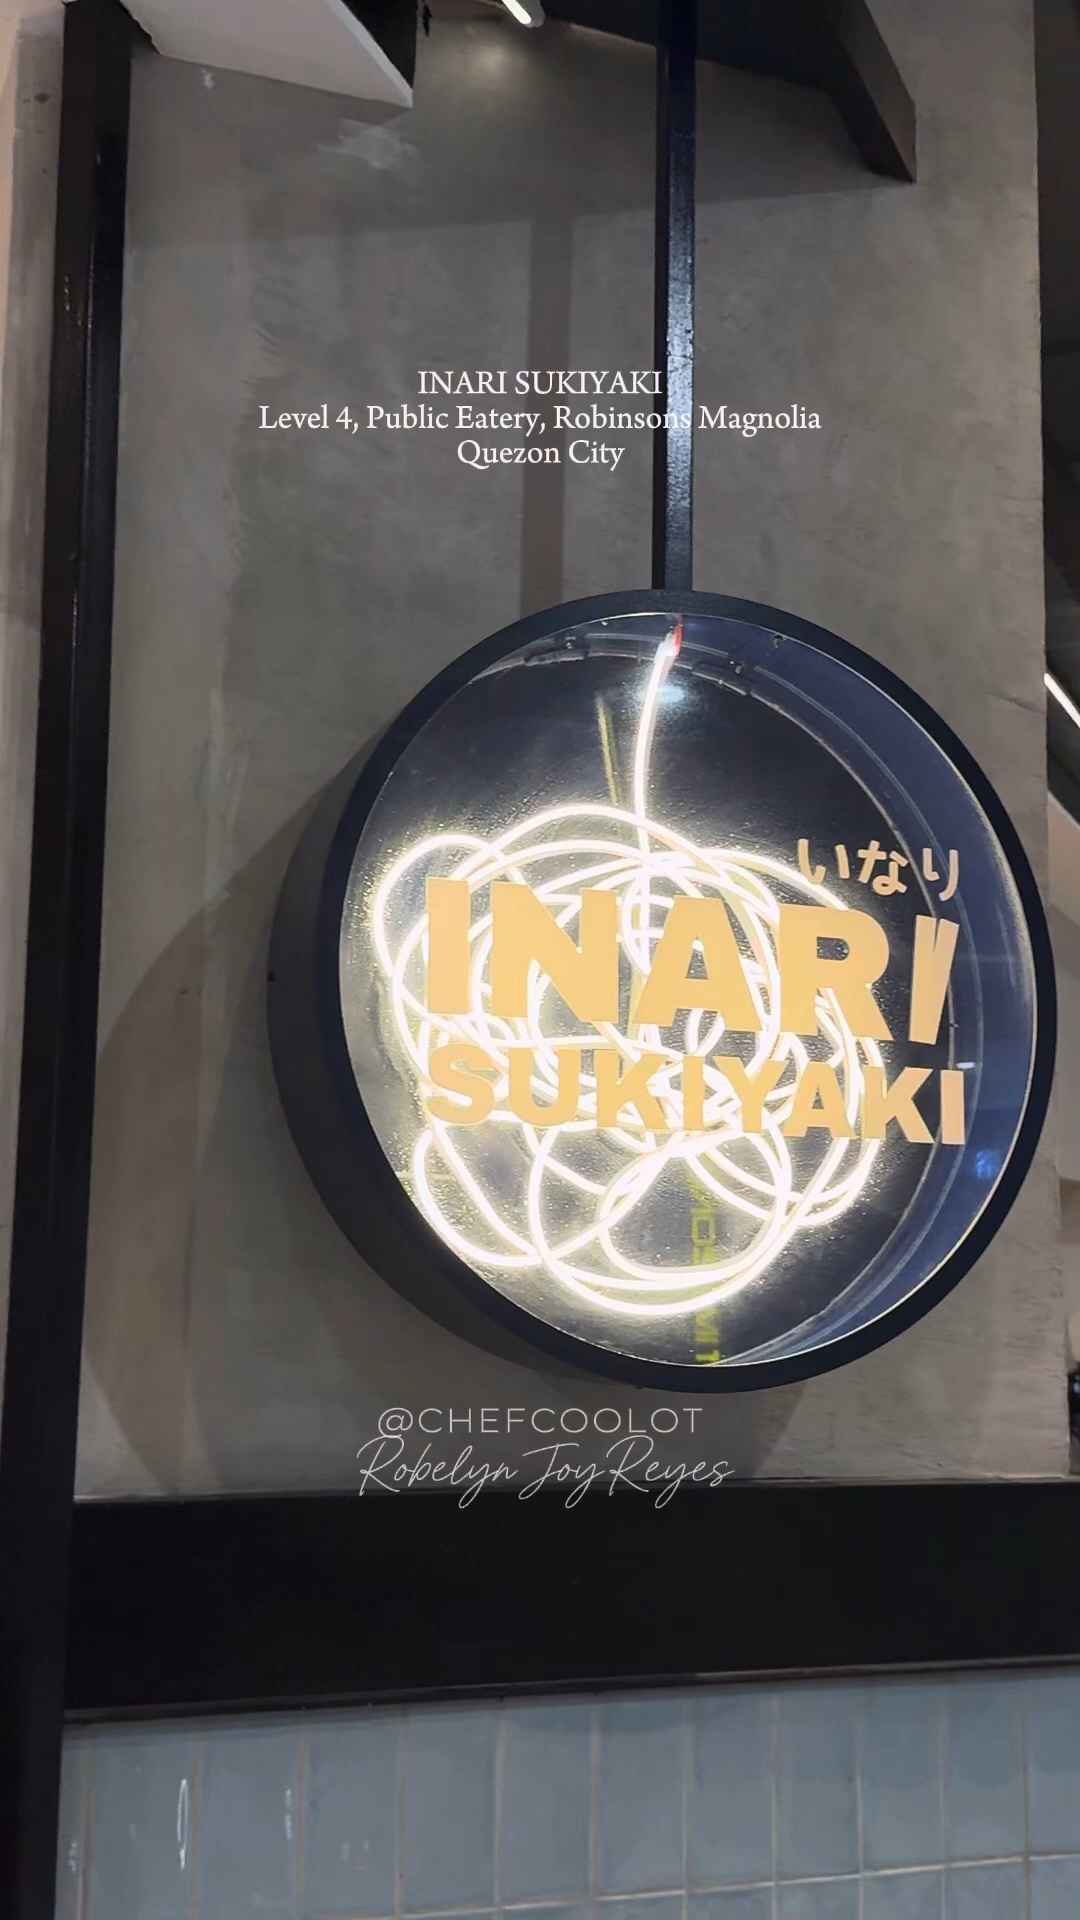 INARI SUKIYAKI
Level 4, Public Eatery, Robinsons Magnolia
Quezon City
いなり
INARI
SUKIYAKI
@CHEFCOOLOT
Robelyn Joy Reyes